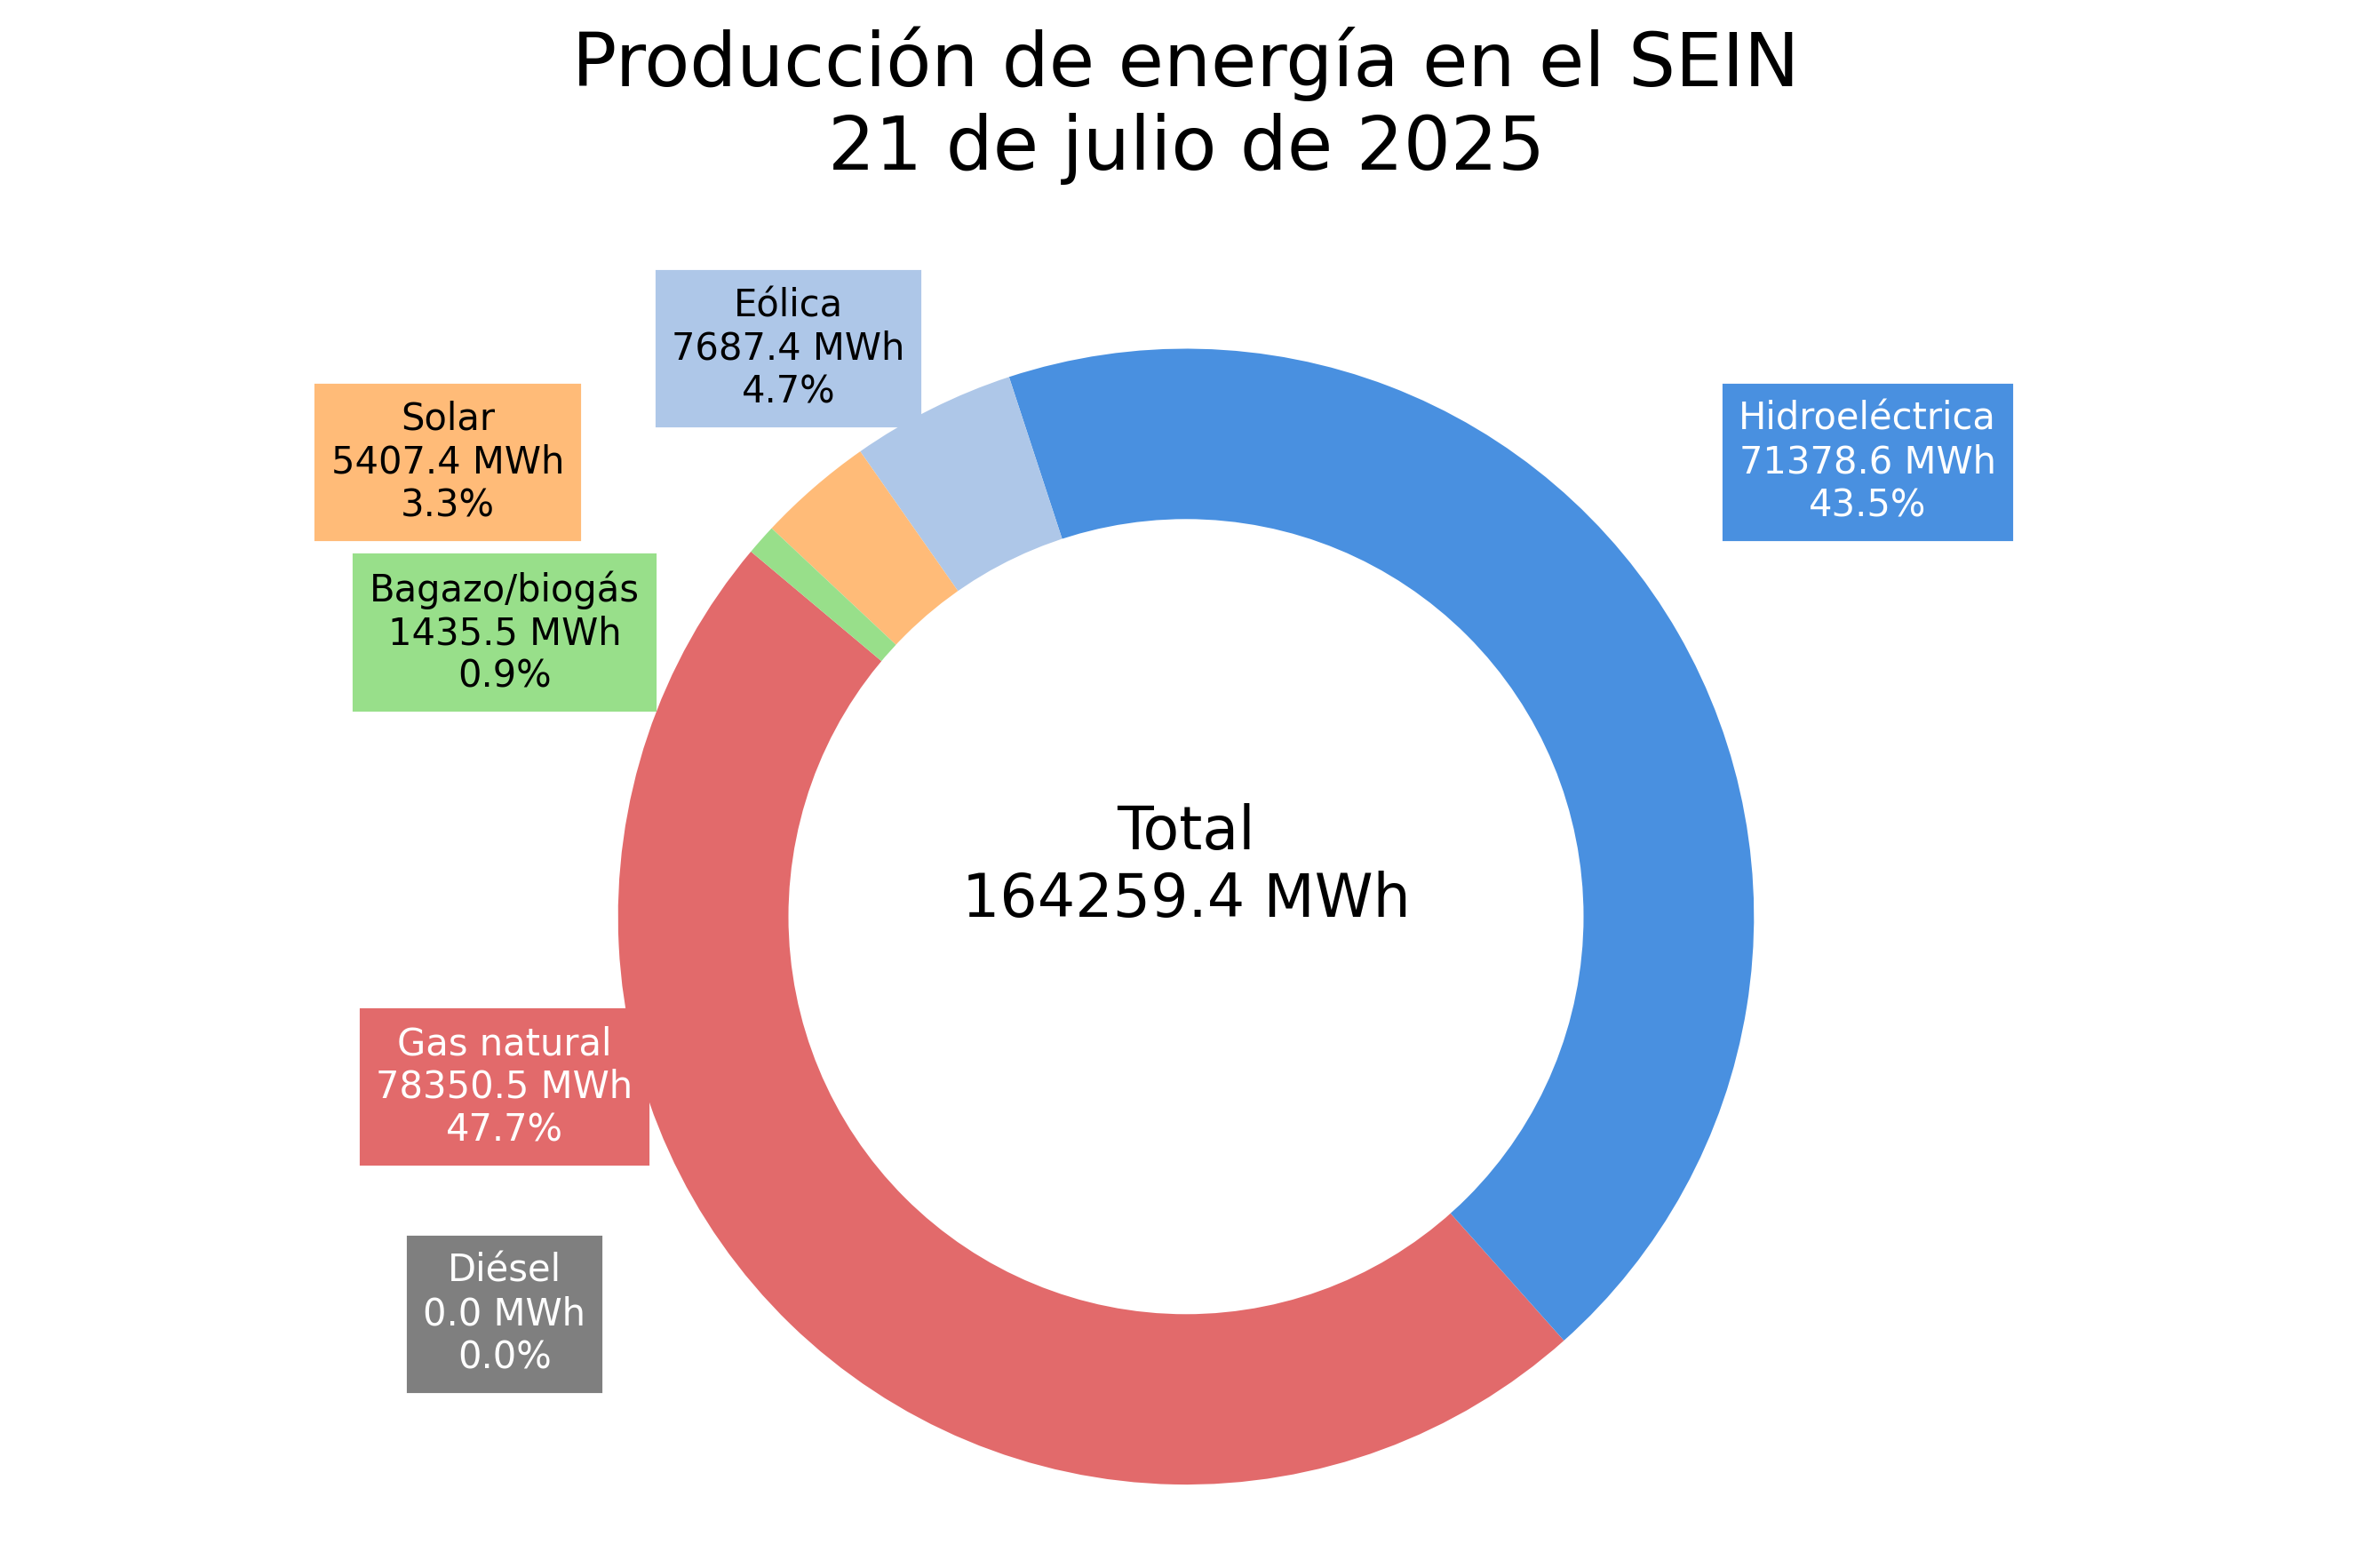 Producción de energía en el SEIN
21 de julio de 2025
Eólica
7687.4 MWh
4.7%
Solar
5407.4 MWh
3.3%
Hidroeléctrica
71378.6 MWh
43.5%
Bagazo/biogás
1435.5 MWh
0.9%
Total
164259.4 MWh
Gas natural
78350.5 MWh
47.7%
Diésel
0.0 MWh
0.0%